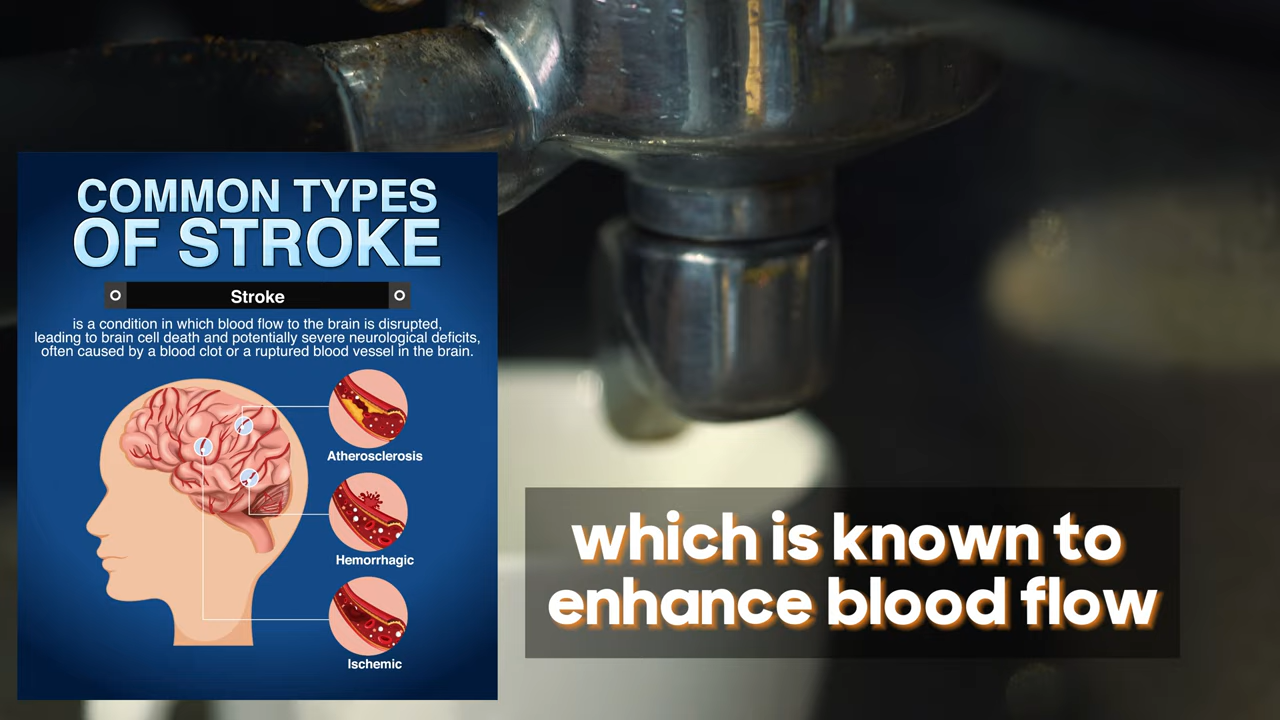 COMMON TYPES
OF STROKE
Stroke
is a condition in which blood flow to the brain is disrupted,
leading to brain cell death and potentially severe neurological deficits,
often caused by a blood clot or a ruptured blood vessel in the brain.
Atherosclerosis
Hemorrhagic
Ischemic
which is known to
enhance blood flow